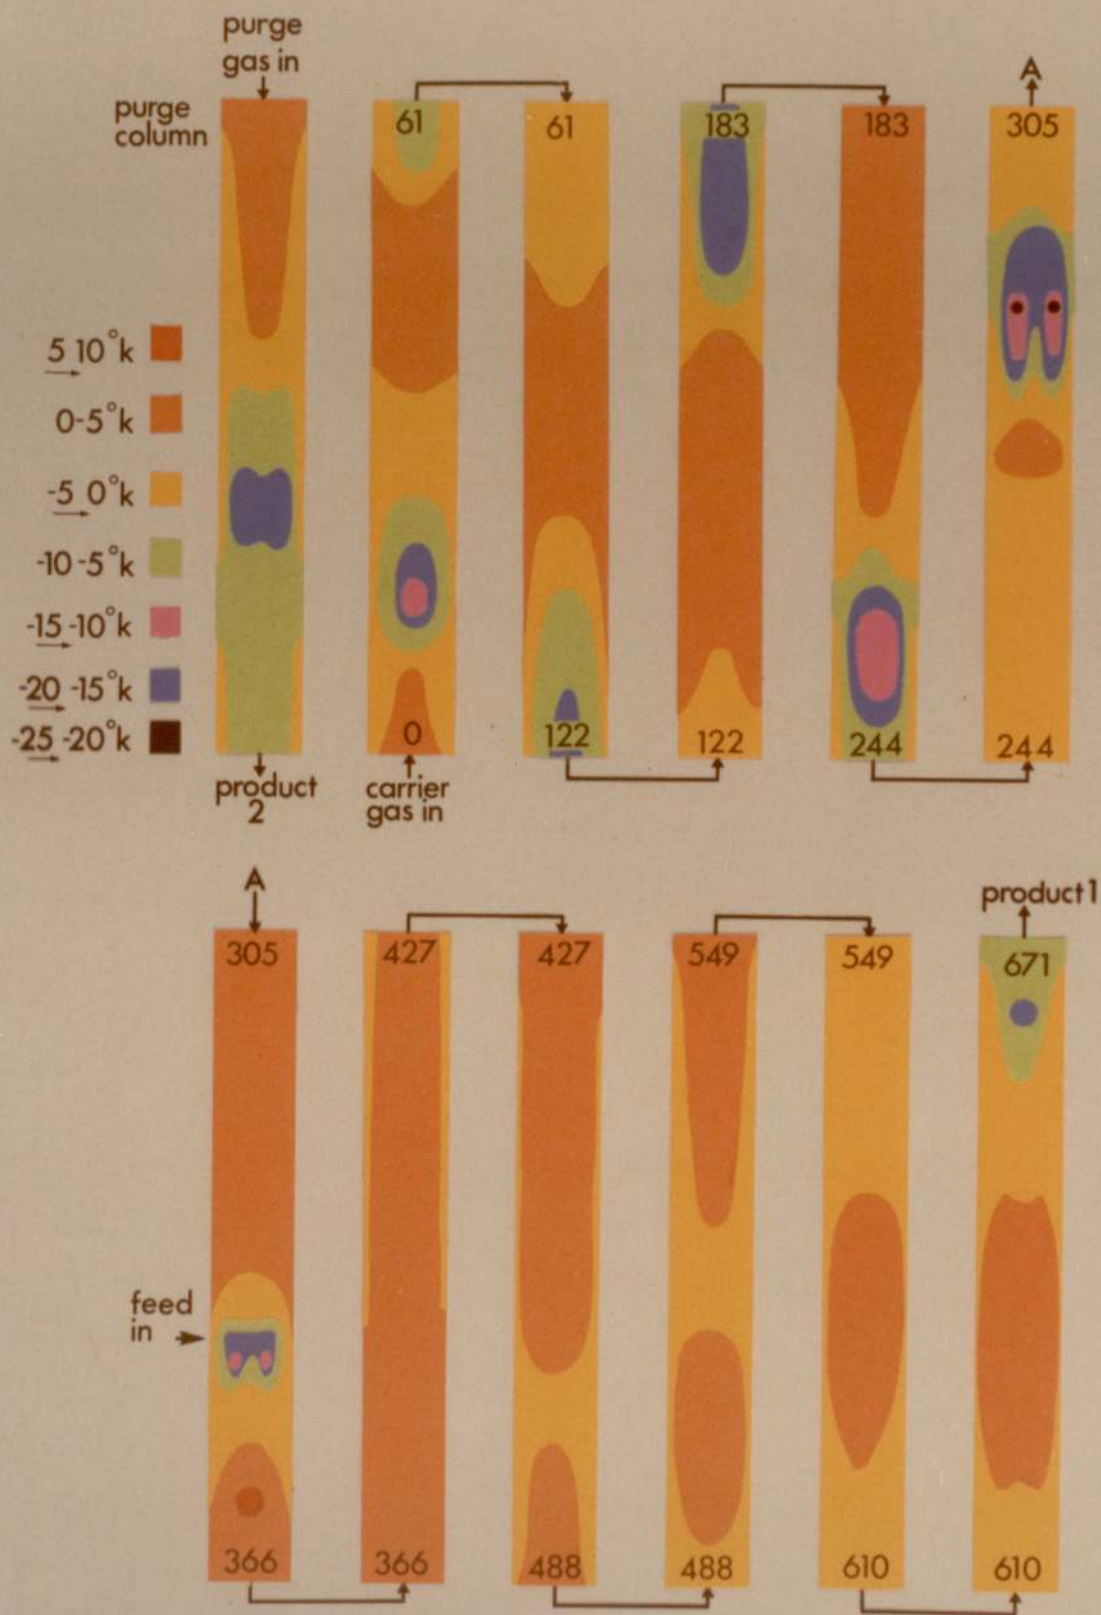 purge
gas in
purge
column
61
61
183
183
A
305
5 10°k
0-5°k
-5 0°k
-10 -5°k
-15 -10°k
-20 -15°k
-25 -20°k
0
122
122
244
244
product
2
carrier
gas in
A
product 1
305
427
427
549
549
671
feed
in
366
366
488
488
610
610